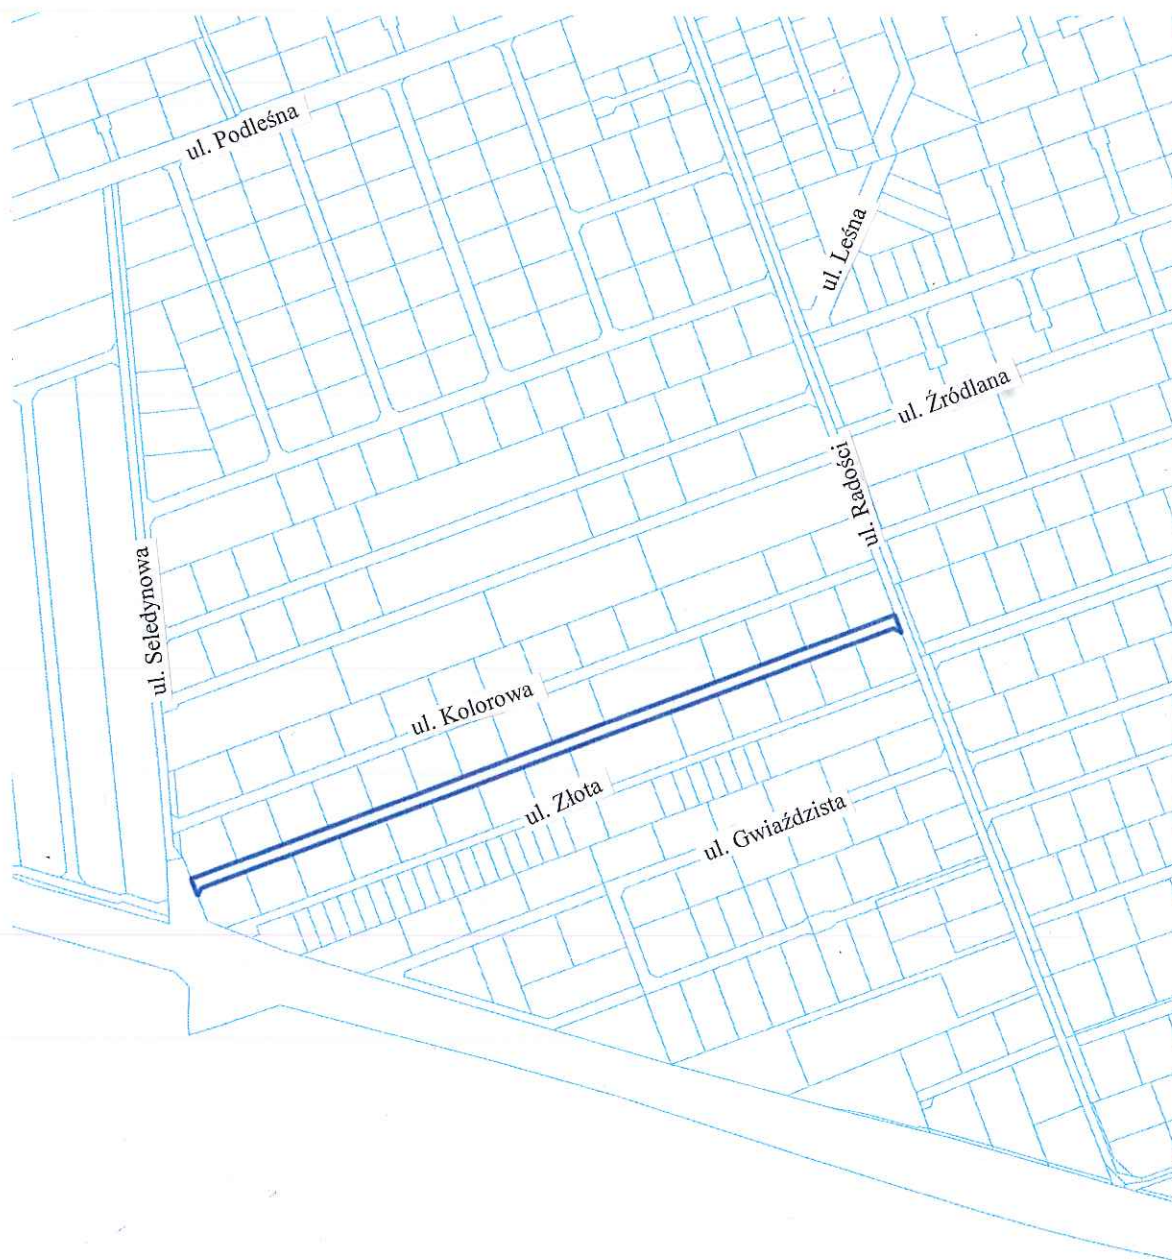 ul. Podleśna
ul. Leśna
ul. Źródlana
ul. Radości
ul. Seledynowa
ul. Kolorowa
ul. Złota
ul. Gwiaździsta